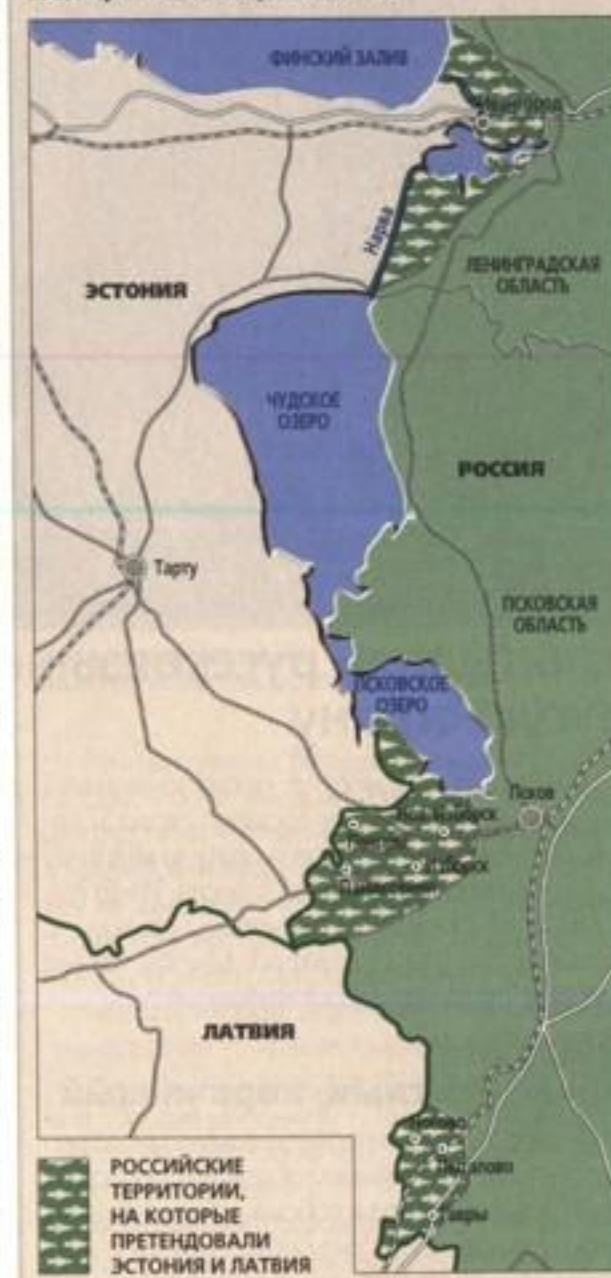 ФИНСКИЙ ЗАЛИВ
Нарва
ЭСТОНИЯ
ЛЕНИНГРАДСКАЯ
ОБЛАСТЬ
ЧУДСКОЕ
ОЗЕРО
РОССИЯ
Тарту
ПСКОВСКАЯ
ОБЛАСТЬ
ПСКОВСКОЕ
ОЗЕРО
Псков
ЛАТВИЯ
РОССИЙСКИЕ
ТЕРРИТОРИИ,
НА КОТОРЫЕ
ПРЕТЕНДОВАЛИ
ЭСТОНИЯ И ЛАТВИЯ